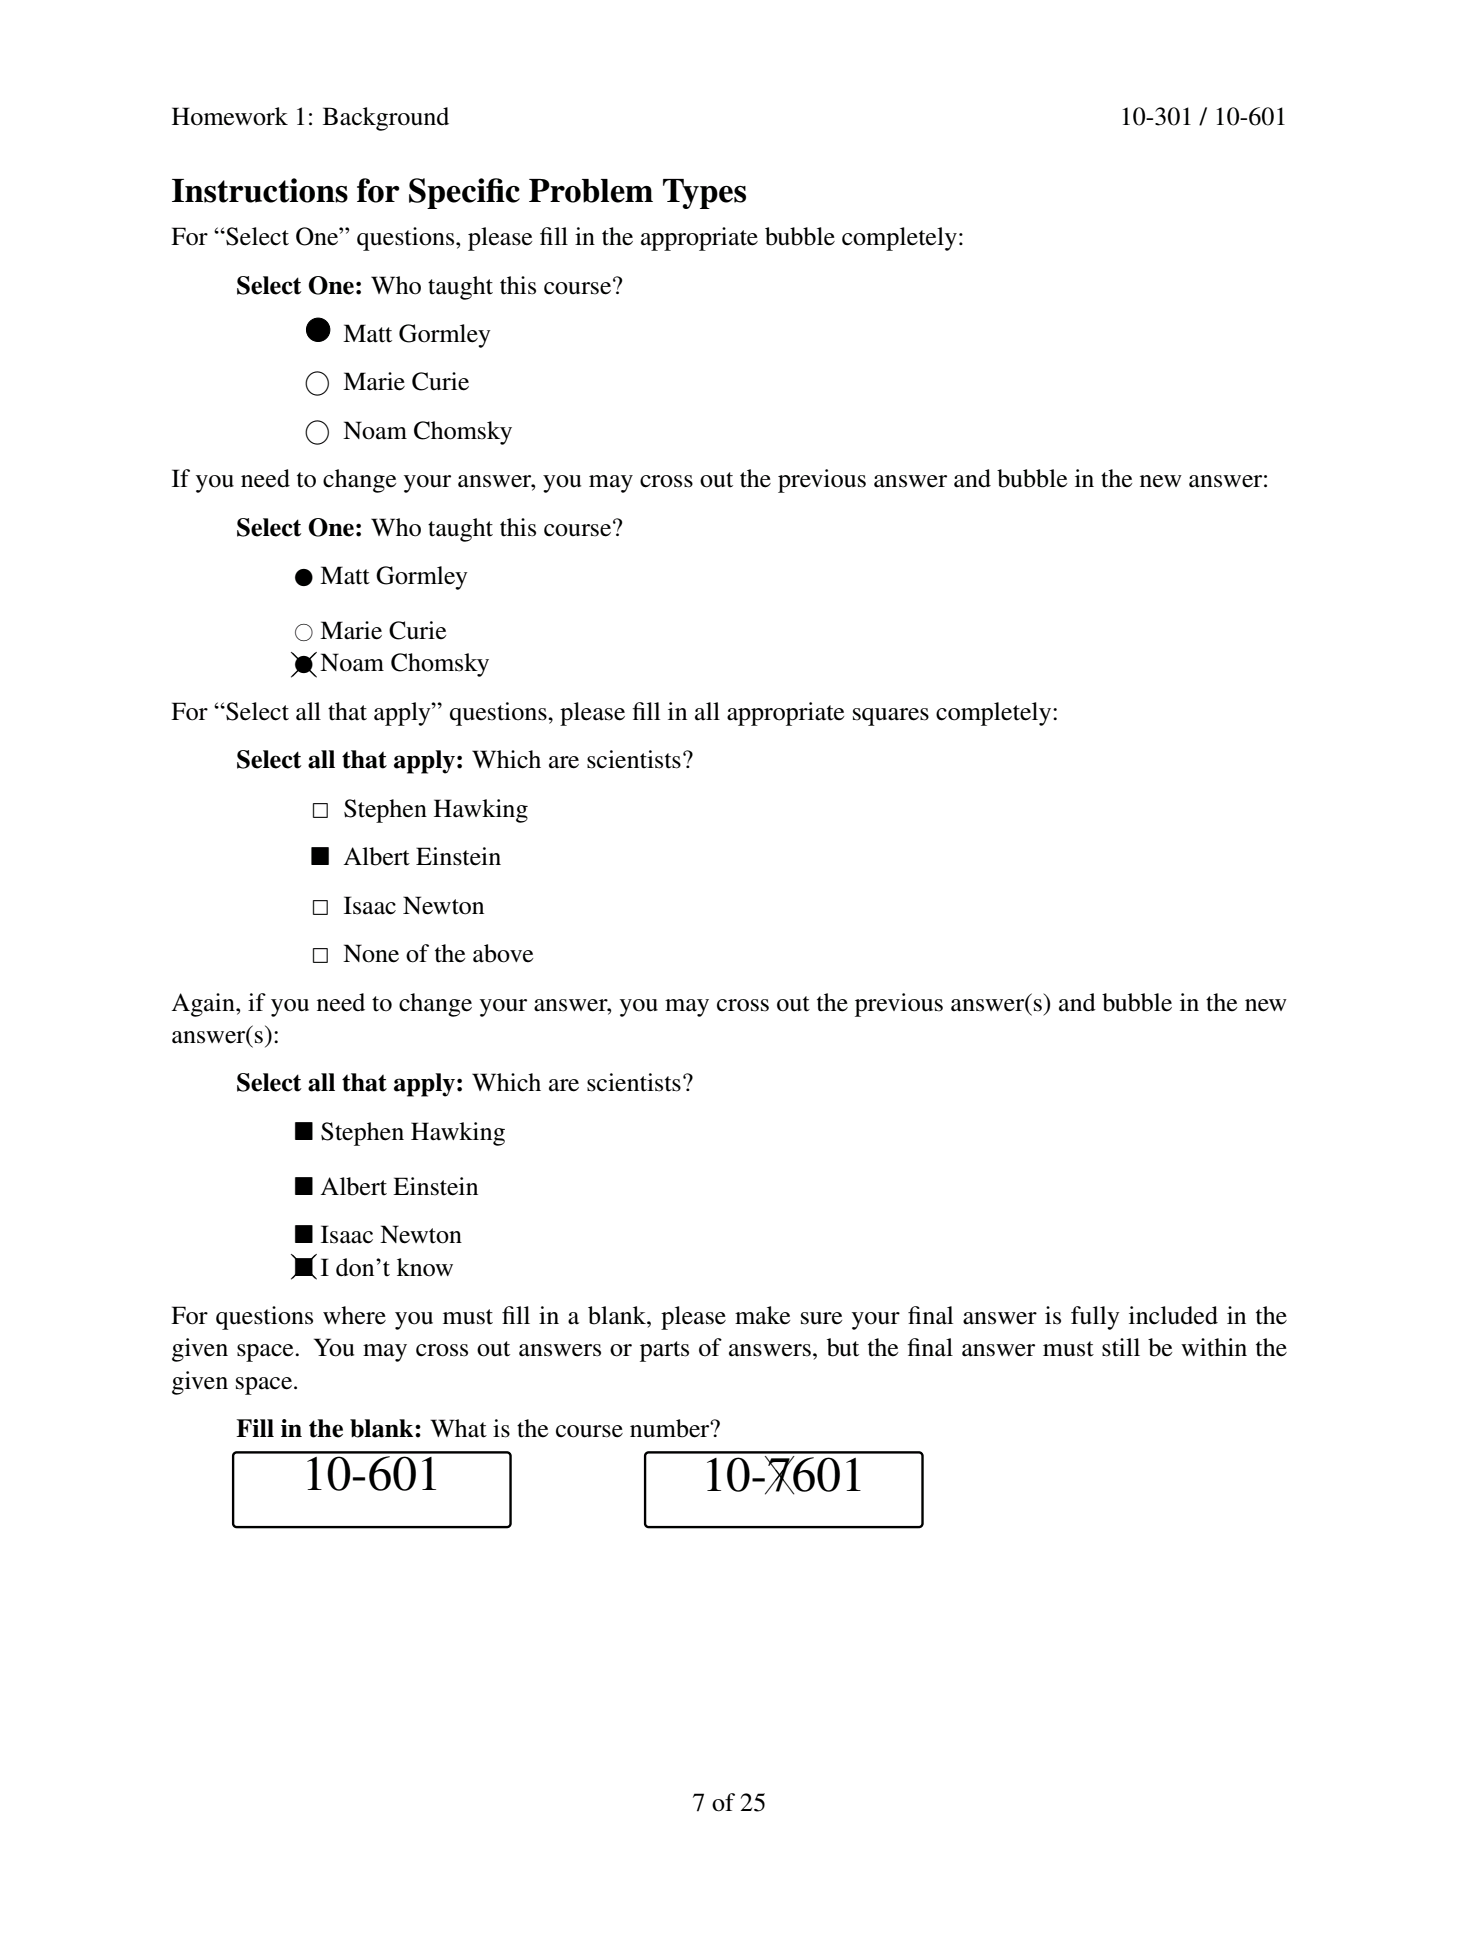 Homework 1: Background 10-301 / 10-601
Instructions for Specific Problem Types
For “Select One” questions, please fill in the appropriate bubble completely:
Select One: Who taught this course?
Matt Gormley
Marie Curie
Noam Chomsky
If you need to change your answer, you may cross out the previous answer and bubble in the new answer:
Select One: Who taught this course?
Matt Gormley
Marie Curie
Noam Chomsky
For “Select all that apply” questions, please fill in all appropriate squares completely:
Select all that apply: Which are scientists?
Stephen Hawking
Albert Einstein
Isaac Newton
None of the above
Again, if you need to change your answer, you may cross out the previous answer(s) and bubble in the new
answer(s):
Select all that apply: Which are scientists?
Stephen Hawking
Albert Einstein
Isaac Newton
I don’t know
For questions where you must fill in a blank, please make sure your final answer is fully included in the
given space. You may cross out answers or parts of answers, but the final answer must still be within the
given space.
Fill in the blank: What is the course number?
10-601 10-7601
7 of 25